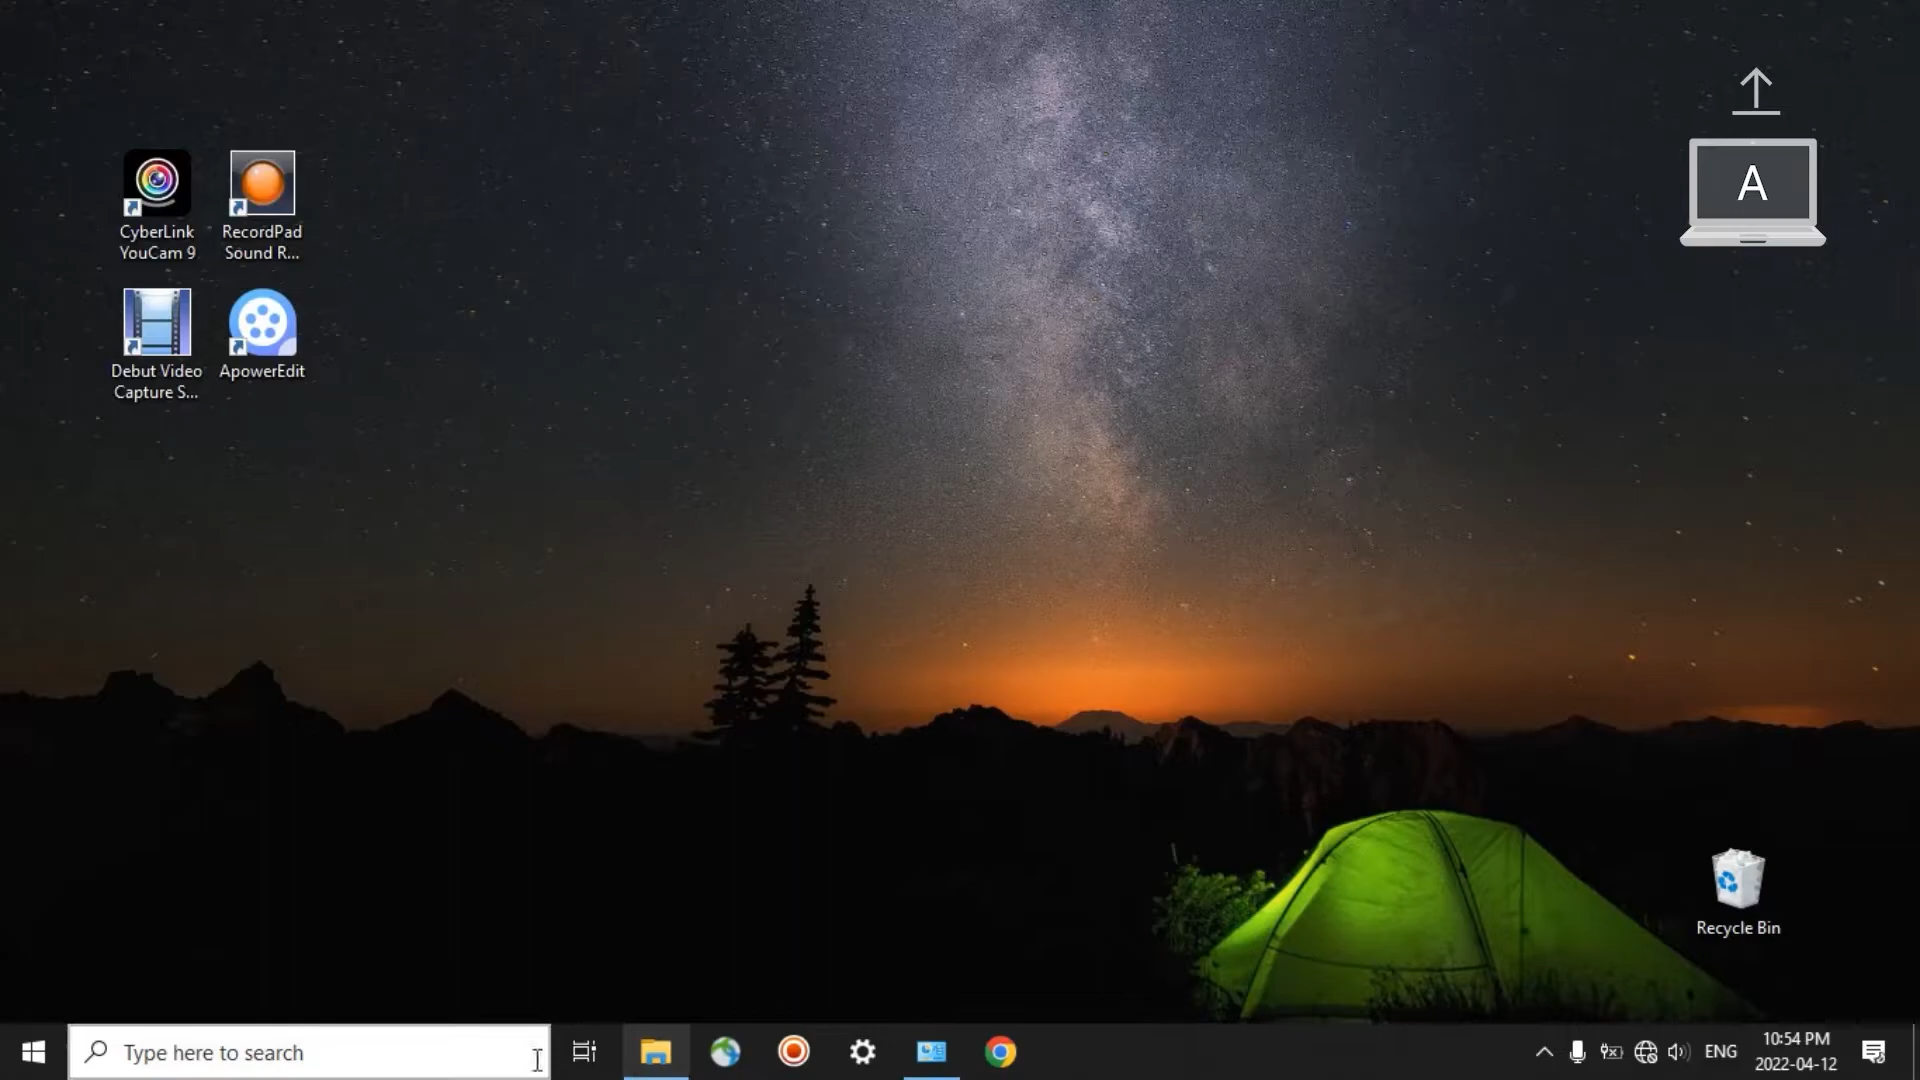 A
CyberLink
YouCam 9
RecordPad
Sound R...
Debut Video
Capture S...
ApowerEdit
Recycle Bin
Type here to search
ENG
10:54 PM
2022-04-12